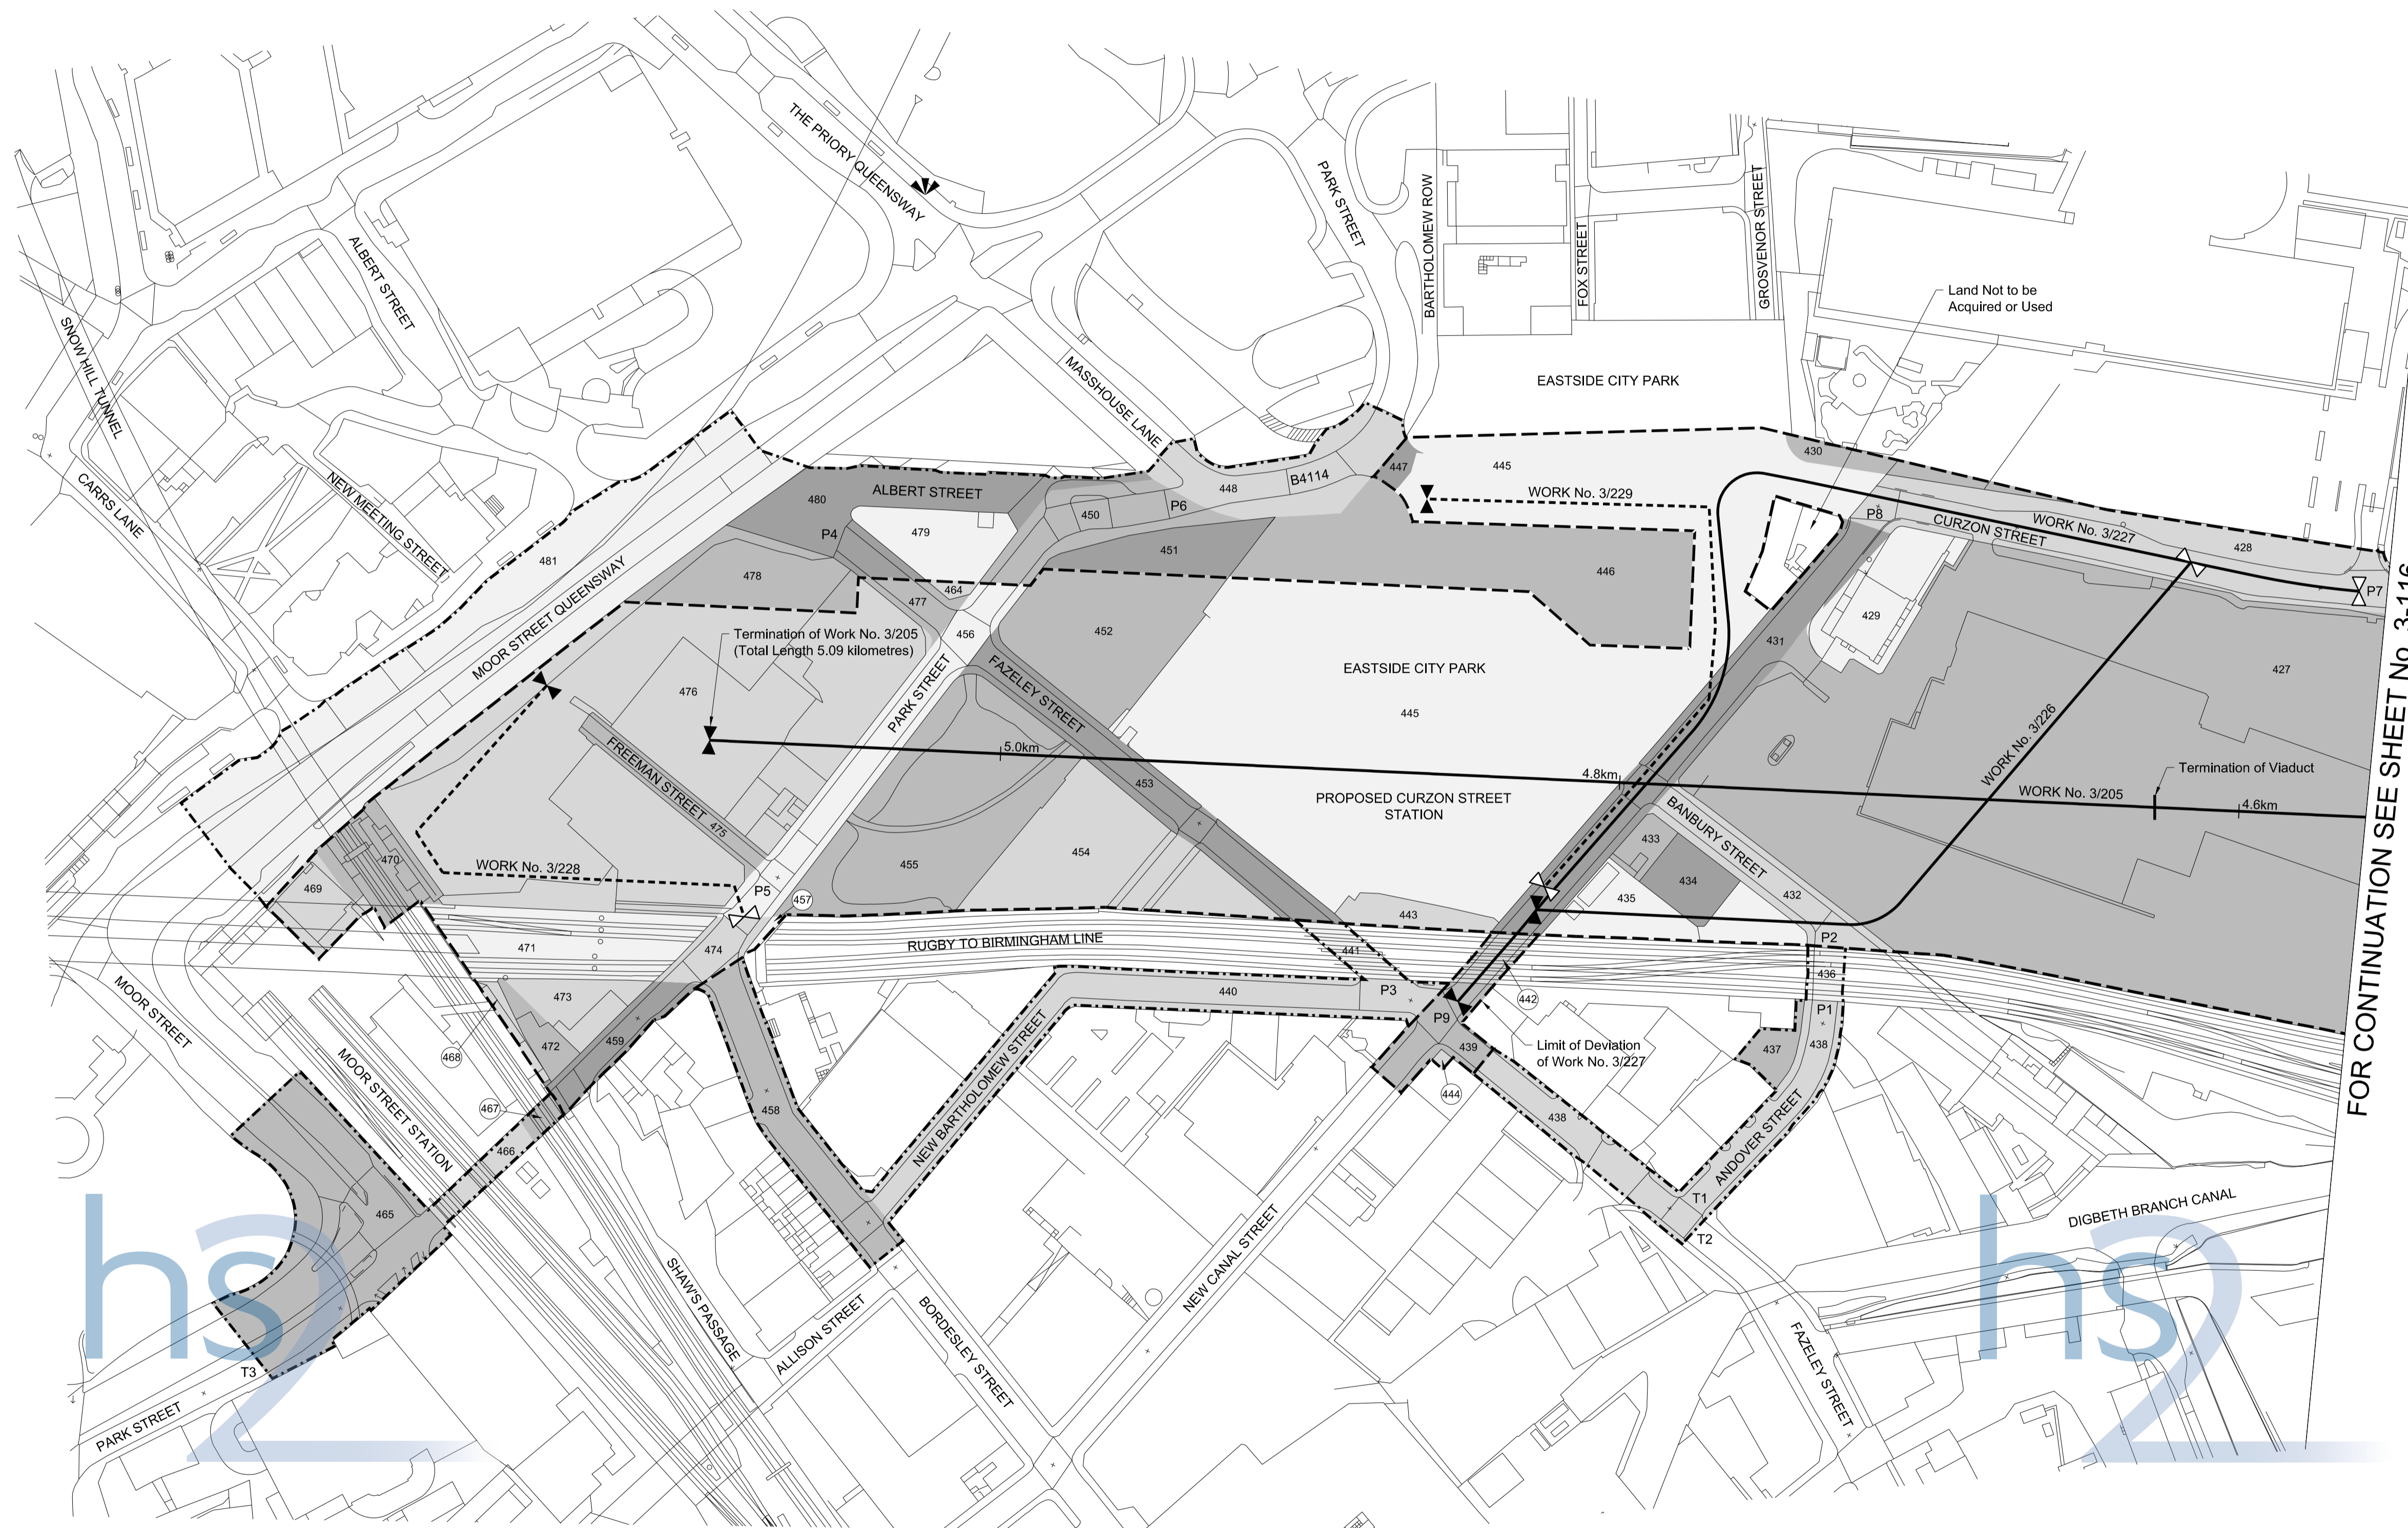 THE PRIORY QUEENSWAY
PARK STREET
BARTHOLOMEW ROW
FOX STREET
GROSVENOR STREET
ALBERT STREET
SNOW HILL TUNNEL
Land Not to be
Acquired or Used
EASTSIDE CITY PARK
MASSHOUSE LANE
CARRS LANE
NEW MEETING STREET
430
447
445
480
ALBERT STREET
448
B4114
WORK No. 3/229
450
P6
P8
CURZON STREET
WORK No. 3/227
428
P4
479
451
481
478
446
464
477
P7
429
MOOR STREET QUEENSWAY
Termination of Work No. 3/205
(Total Length 5.09 kilometres)
456
452
431
476
FAZELEY STREET
EASTSIDE CITY PARK
427
PARK STREET
445
FREEMAN STREET
475
5.0km
453
4.8km
WORK No. 3/226
Termination of Viaduct
PROPOSED CURZON STREET
STATION
WORK No. 3/205
4.6km
BANBURY STREET
433
470
WORK No. 3/228
455
454
434
469
P5
457
435
432
443
471
474
RUGBY TO BIRMINGHAM LINE
441
P2
436
MOOR STREET
473
440
P3
442
P9
P1
472
459
468
439
Limit of Deviation
of Work No. 3/227
437
438
MOOR STREET STATION
467
458
444
438
466
NEW BARTHOLOMEW STREET
ANDOVER STREET
465
T1
T2
DIGBETH BRANCH CANAL
SHAW'S PASSAGE
NEW CANAL STREET
ALLISON STREET
BORDESLEY STREET
FAZELEY STREET
T3
PARK STREET
hs2
hs2
FOR CONTINUATION SEE SHEET No. 3-116